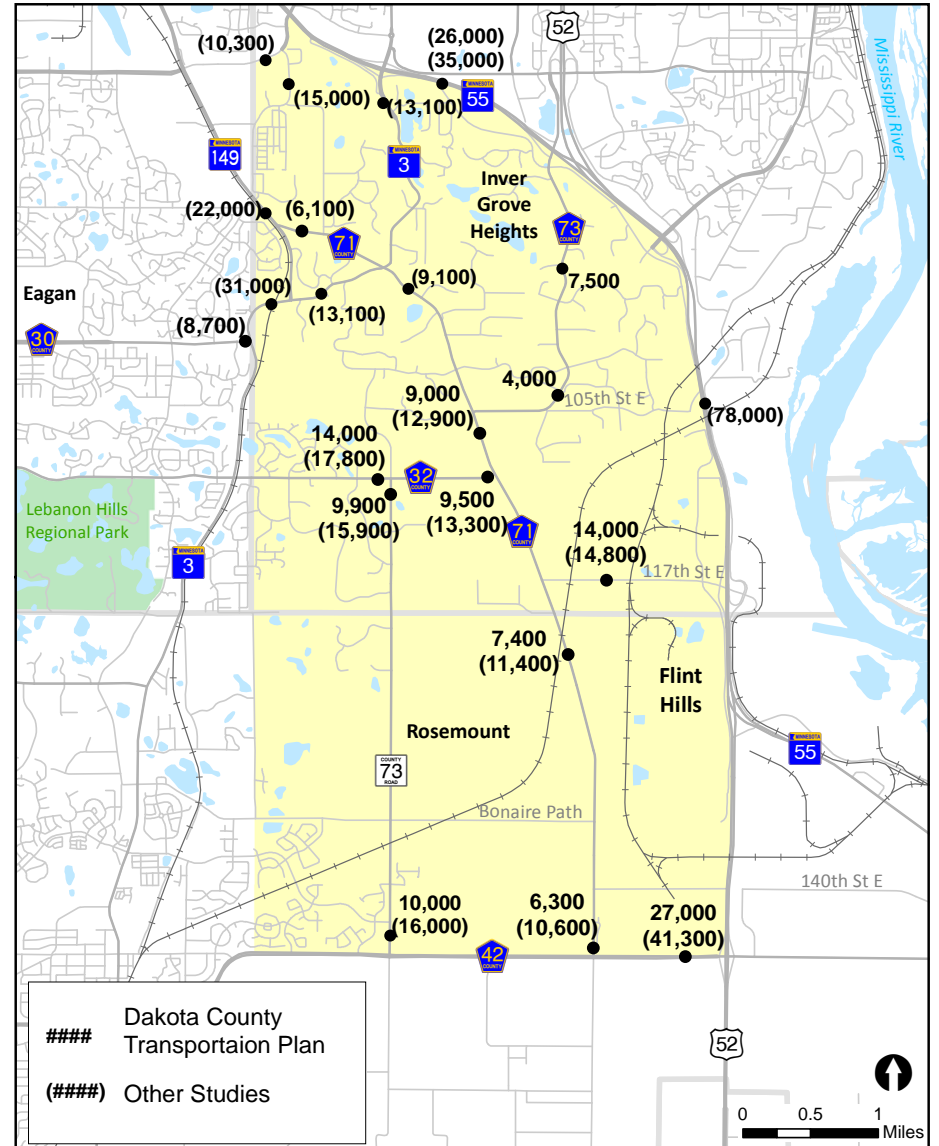 52
(10,300)
(26,000)
(35,000)
(15,000)
(13,100)
MINNESOTA
55
Mississippi River
MINNESOTA
149
MINNESOTA
3
Inver
Grove
Heights
(22,000)
(6,100)
71
COUNTY
73
COUNTY
7,500
(9,100)
Eagan
(31,000)
(13,100)
(8,700)
30
COUNTY
4,000
105th St E
9,000
(12,900)
(78,000)
14,000
(17,800)
32
COUNTY
9,900
(15,900)
9,500
(13,300)
71
COUNTY
14,000
(14,800)
117th St E
Lebanon Hills
Regional Park
MINNESOTA
3
7,400
(11,400)
Flint
Hills
Rosemount
MINNESOTA
55
COUNTY
73
ROAD
Bonaire Path
140th St E
10,000
(16,000)
6,300
(10,600)
27,000
(41,300)
42
COUNTY
52
#### Dakota County
Transportaion Plan
(####) Other Studies
0 0.5 1
Miles